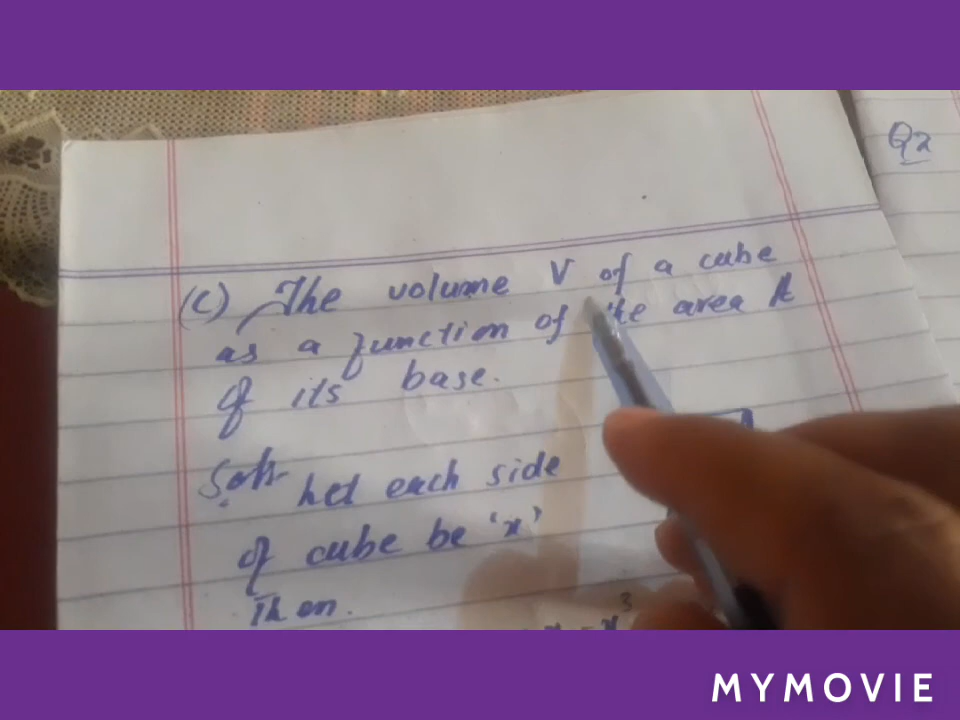 Q2
(C) The volume V of a cube
as a function of the area A
of its base.
Soln Let each side
of cube be 'x'
Then.
x = x³
MYMOVIE